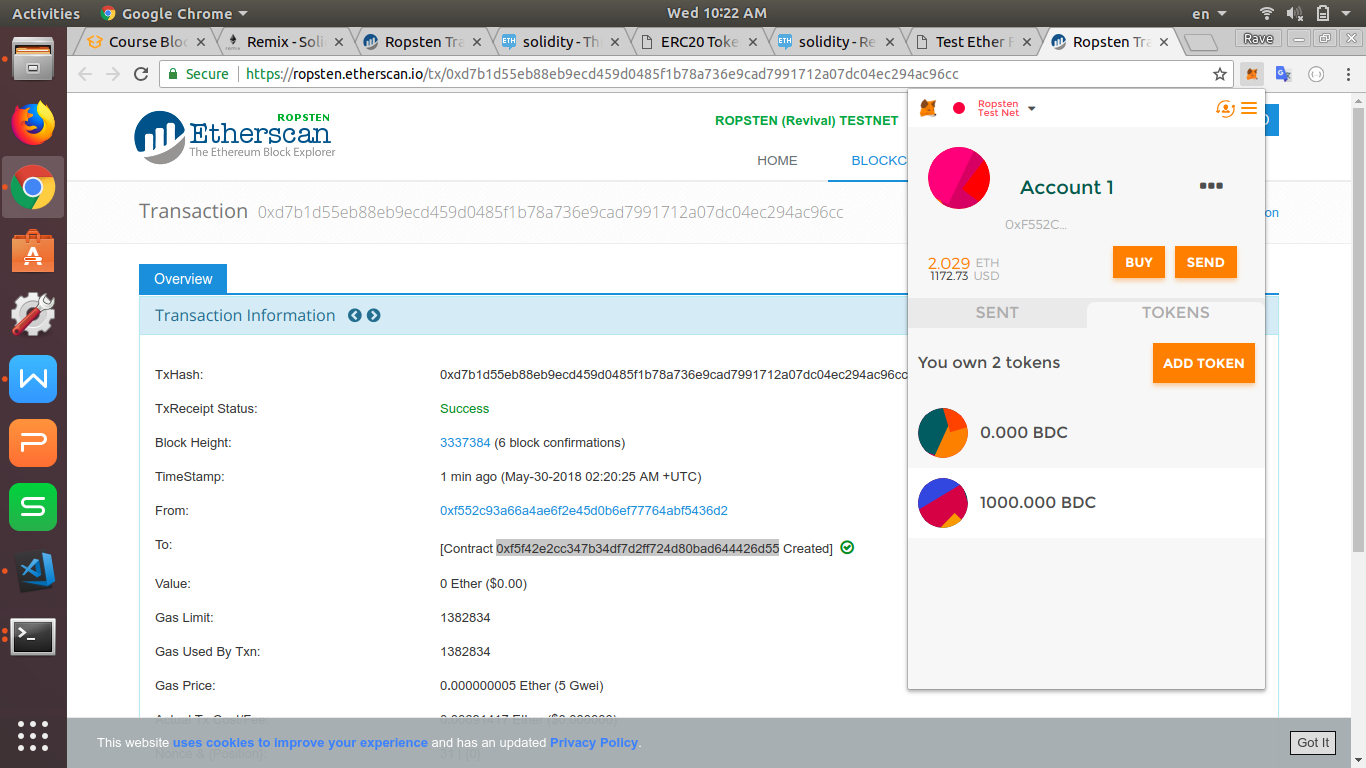 Activities Google Chrome Wed 10:22 AM en
Course Blo Remix - Soli Ropsten Tra solidity - Th ERC20 Toke solidity - Re Test Ether F Ropsten Tra Rave
Secure https://ropsten.etherscan.io/tx/0xd7b1d55eb88eb9ecd459d0485f1b78a736e9cad7991712a07dc04ec294ac96cc
ROPSTEN
Etherscan
The Ethereum Block Explorer
ROPSTEN (Revival) TESTNET
HOME BLOCKC
Transaction 0xd7b1d55eb88eb9ecd459d0485f1b78a736e9cad7991712a07dc04ec294ac96cc
Overview
Transaction Information
TxHash: 0xd7b1d55eb88eb9ecd459d0485f1b78a736e9cad7991712a07dc04ec294ac96cc
TxReceipt Status: Success
Block Height: 3337384 (6 block confirmations)
TimeStamp: 1 min ago (May-30-2018 02:20:25 AM +UTC)
From: 0xf552c93a66a4ae6f2e45d0b6ef77764abf5436d2
To: [Contract 0xf5f42e2cc347b34df7d2ff724d80bad644426d55 Created]
Value: 0 Ether ($0.00)
Gas Limit: 1382834
Gas Used By Txn: 1382834
Gas Price: 0.000000005 Ether (5 Gwei)
This website uses cookies to improve your experience and has an updated Privacy Policy.
Got It
Ropsten
Test Net
Account 1
0xF552C...
2.029 ETH
1172.73 USD
BUY SEND
SENT TOKENS
You own 2 tokens ADD TOKEN
0.000 BDC
1000.000 BDC
on